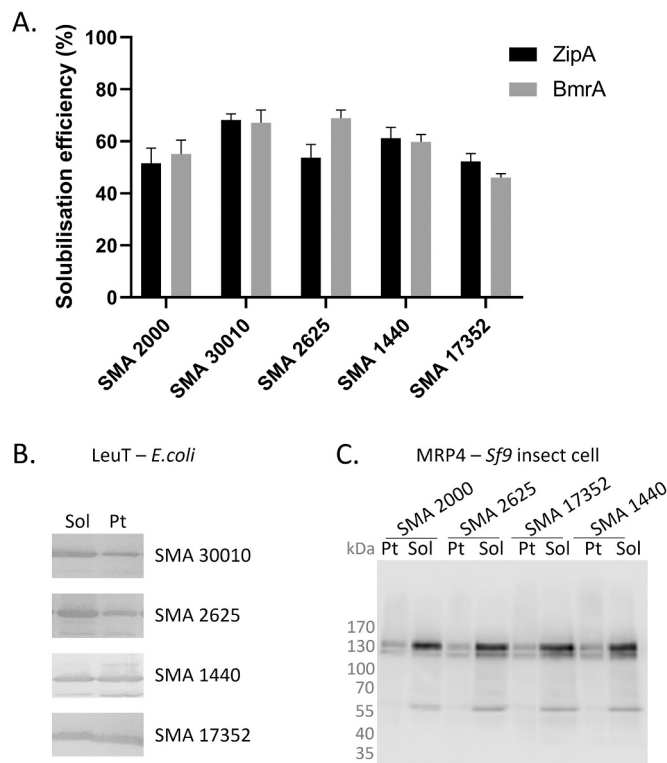 A.
Solubilisation efficiency (%)
100
80
60
40
20
0
ZipA
BmrA
SMA 2000
SMA 30010
SMA 2625
SMA 1440
SMA 17352
B.
LeuT – E.coli
Sol Pt
SMA 30010
SMA 2625
SMA 1440
SMA 17352
C.
MRP4 – Sf9 insect cell
SMA 2000 SMA 2625 SMA 17352 SMA 1440
kDa Pt Sol Pt Sol Pt Sol Pt Sol
170
130
100
70
55
40
35